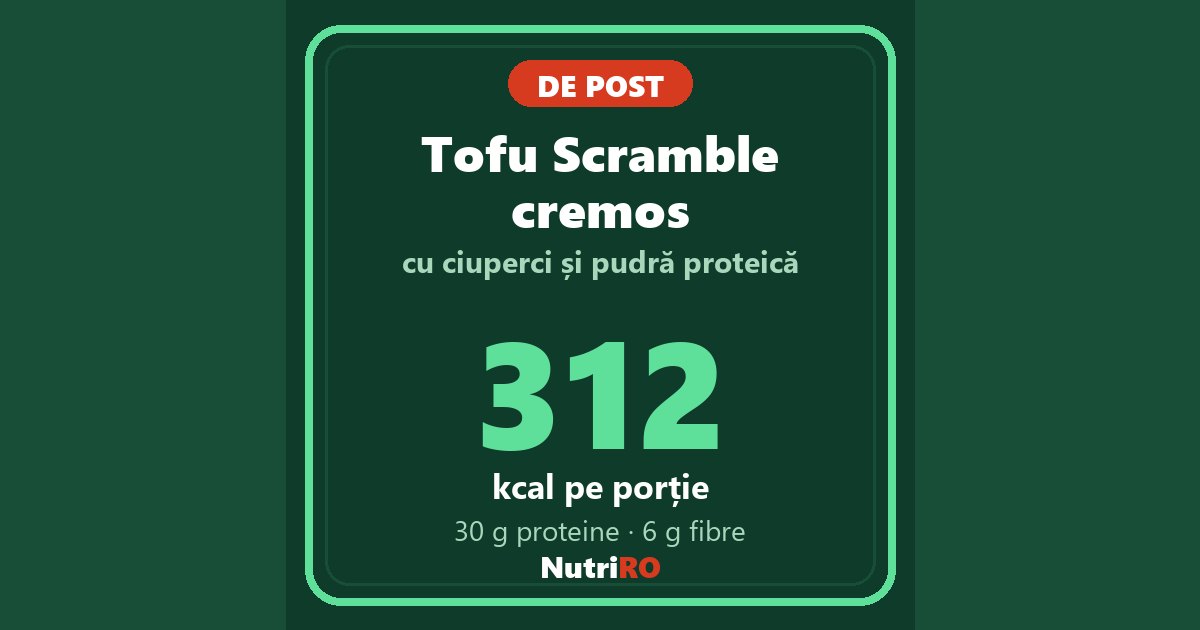 DE POST
Tofu Scramble
cremos
cu ciuperci și pudră proteică
312
kcal pe porție
30 g proteine · 6 g fibre
NutriRO